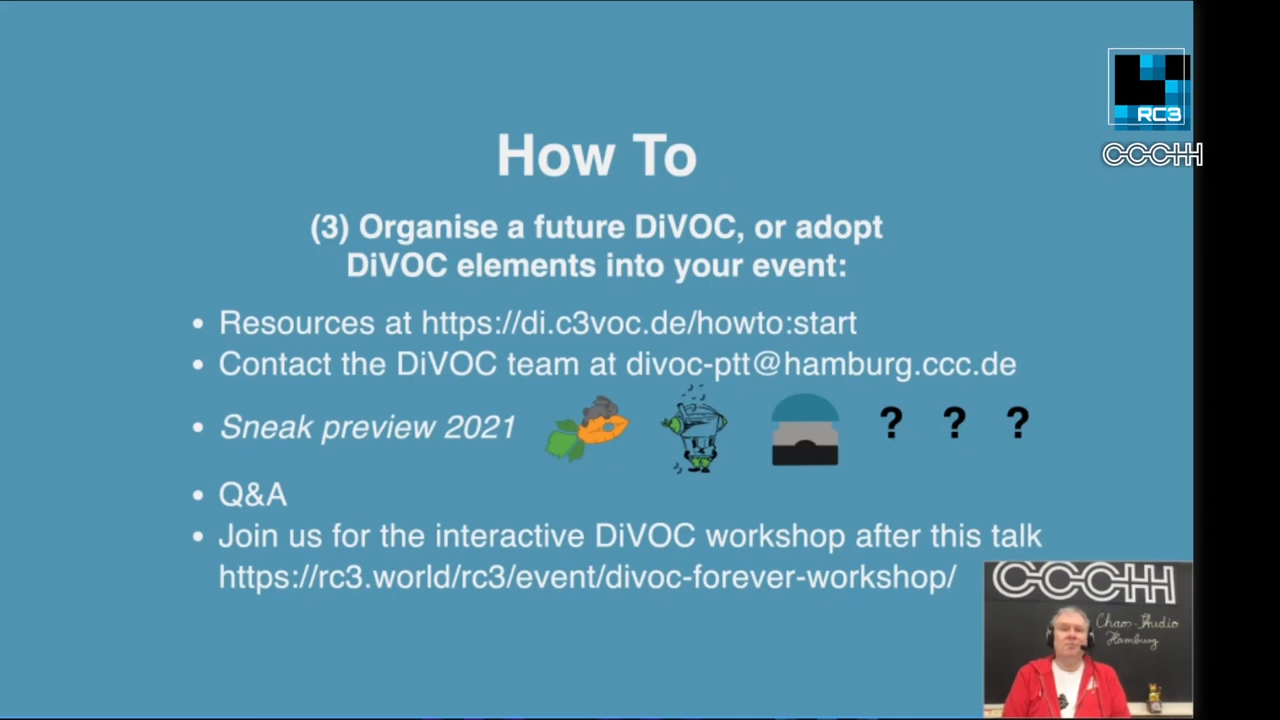 RC3
CCCHH
How To
(3) Organise a future DiVOC, or adopt
DiVOC elements into your event:
• Resources at https://di.c3voc.de/howto:start
• Contact the DiVOC team at divoc-ptt@hamburg.ccc.de
• Sneak preview 2021 ? ? ?
• Q&A
• Join us for the interactive DiVOC workshop after this talk
https://rc3.world/rc3/event/divoc-forever-workshop/
CCCHH
Chaos-Studio
Hamburg